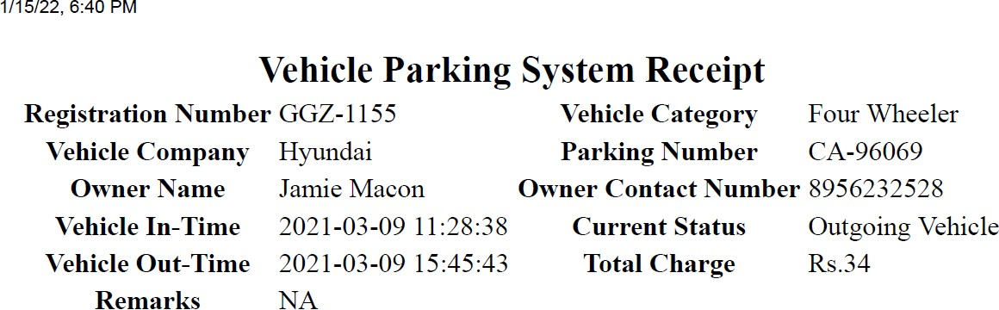 1/15/22, 6:40 PM
Vehicle Parking System Receipt
Registration Number GGZ-1155 Vehicle Category Four Wheeler
Vehicle Company Hyundai Parking Number CA-96069
Owner Name Jamie Macon Owner Contact Number 8956232528
Vehicle In-Time 2021-03-09 11:28:38 Current Status Outgoing Vehicle
Vehicle Out-Time 2021-03-09 15:45:43 Total Charge Rs.34
Remarks NA